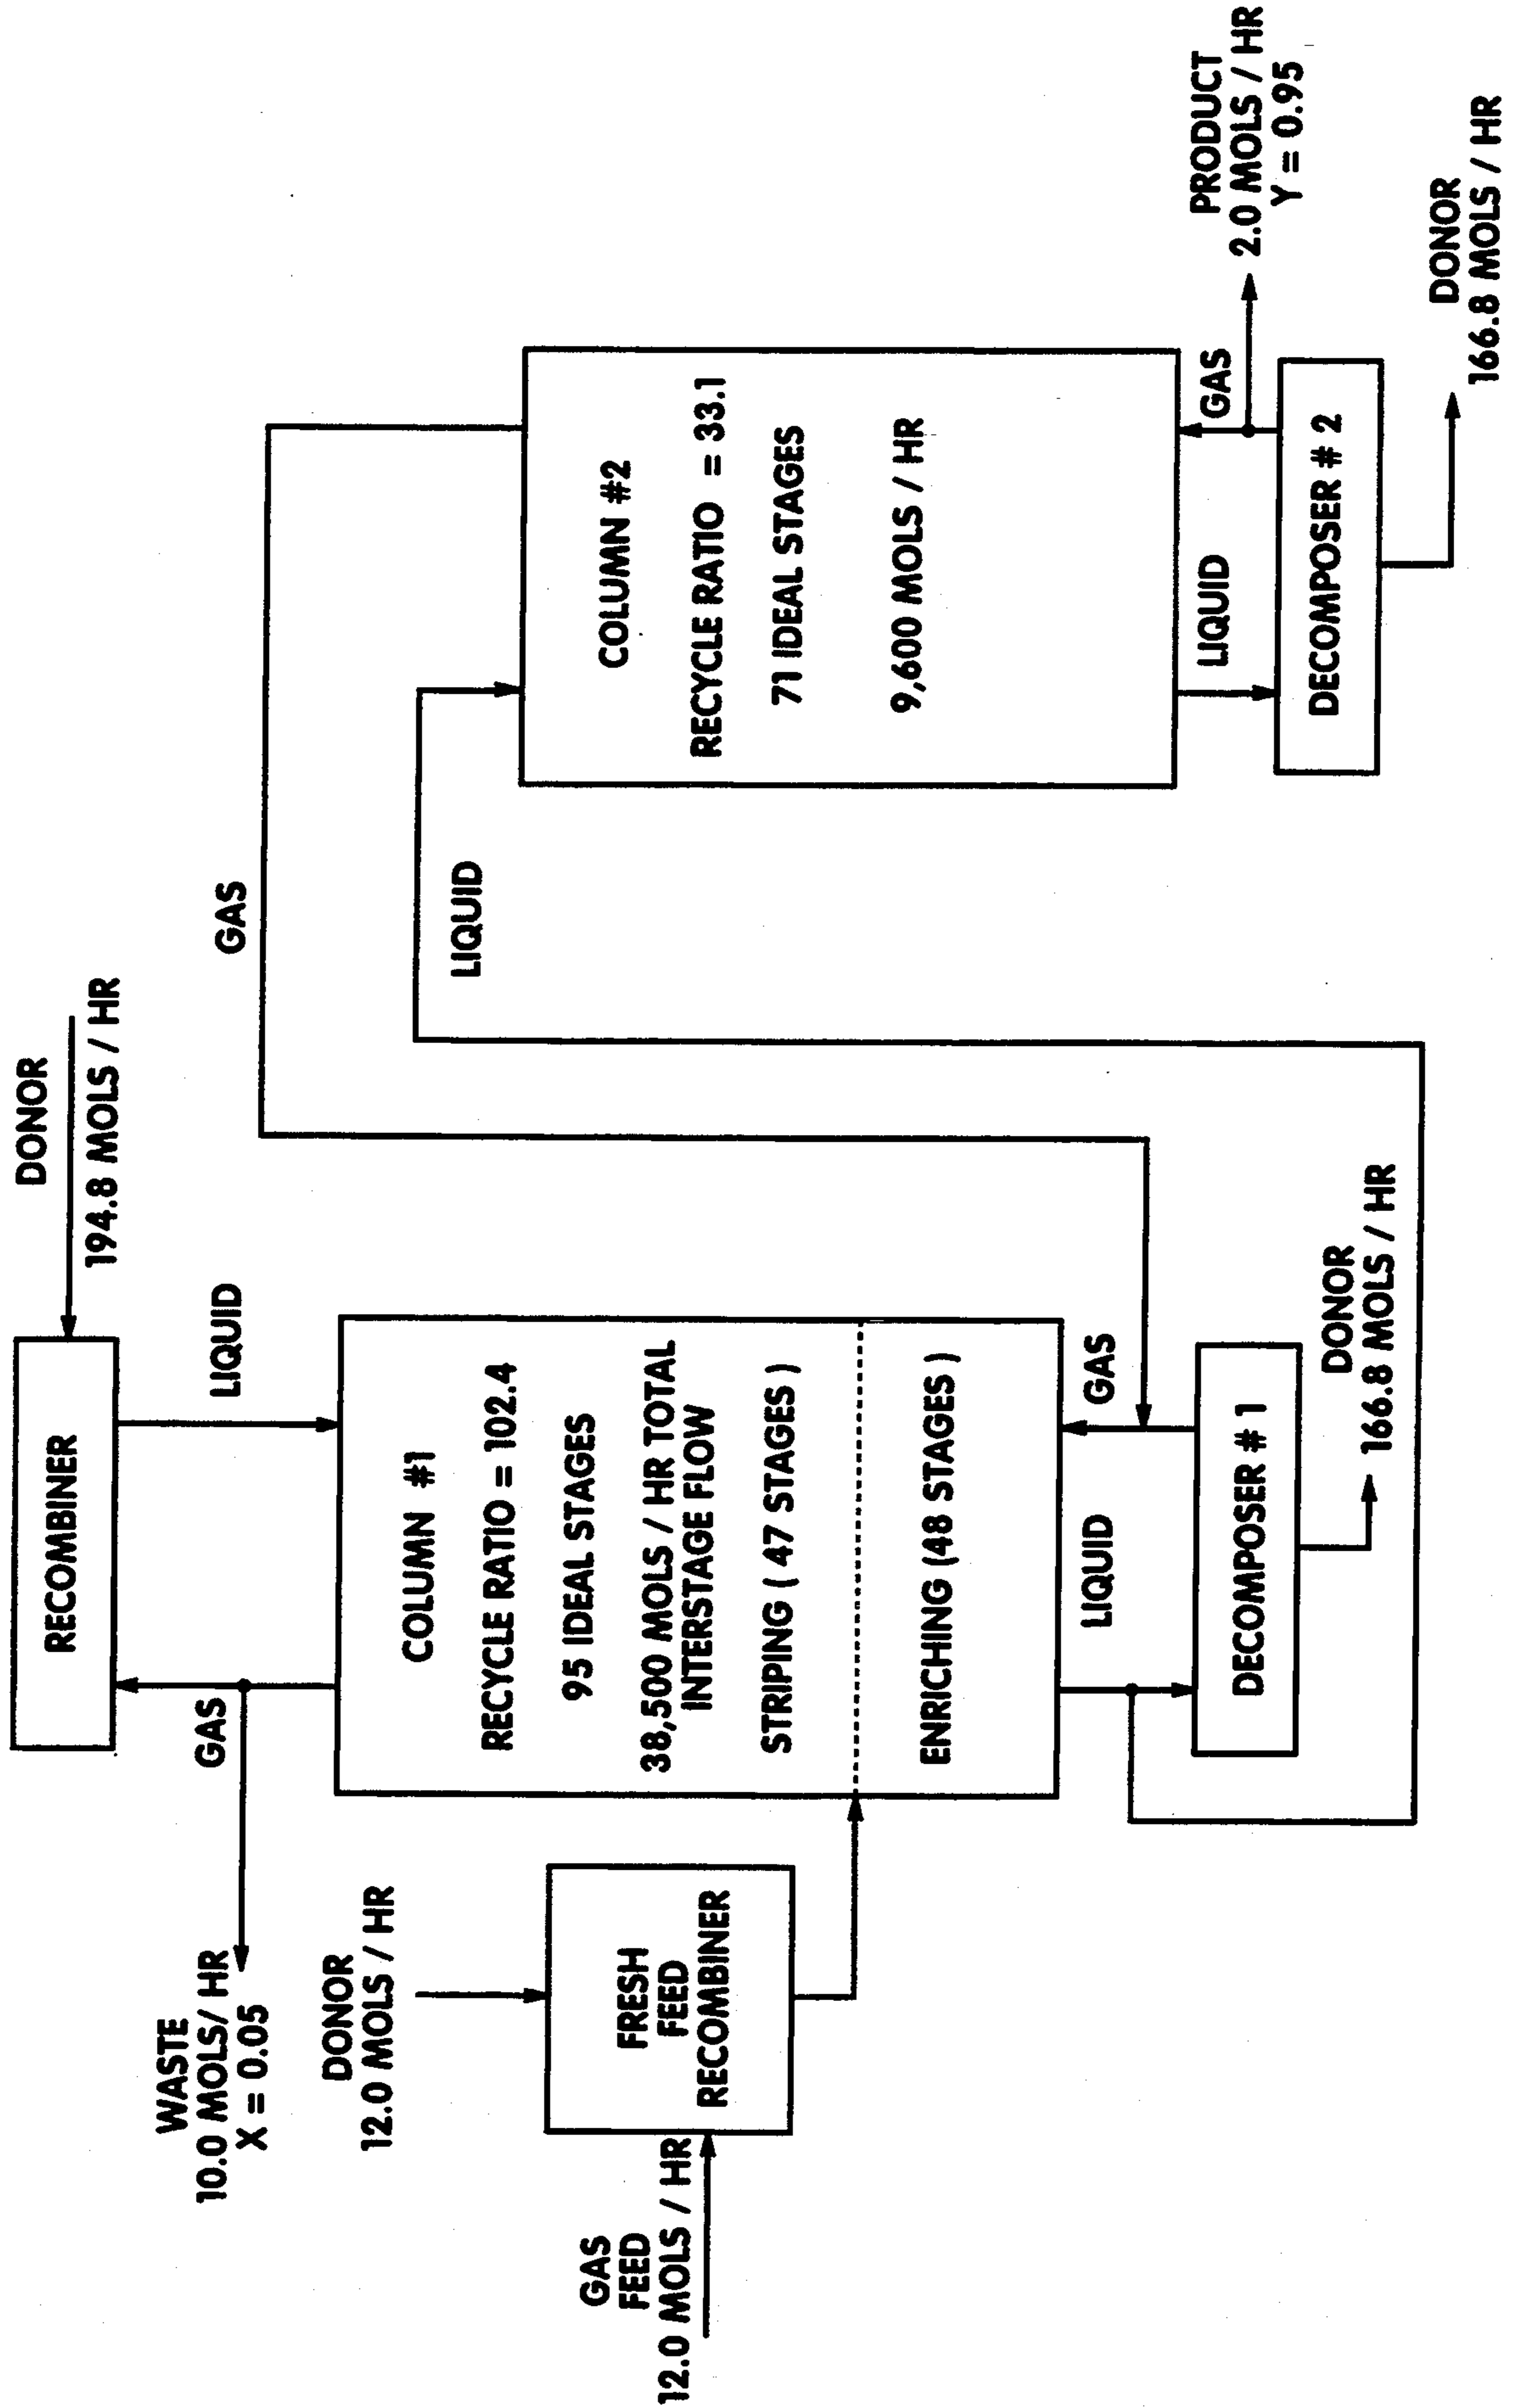 DONOR
194.8 MOLS / HR
RECOMBINER
GAS
LIQUID
WASTE
10.0 MOLS/ HR
X = 0.05
DONOR
12.0 MOLS / HR
GAS
FEED
12.0 MOLS / HR
FRESH
FEED
RECOMBINER
COLUMN #1
RECYCLE RATIO = 102.4
95 IDEAL STAGES
38,500 MOLS / HR TOTAL
INTERSTAGE FLOW
STRIPING ( 47 STAGES )
ENRICHING (48 STAGES )
LIQUID
GAS
DECOMPOSER # 1
DONOR
166.8 MOLS / HR
GAS
LIQUID
COLUMN #2
RECYCLE RATIO = 33.1
71 IDEAL STAGES
9,600 MOLS / HR
LIQUID
GAS
DECOMPOSER # 2
PRODUCT
2.0 MOLS / HR
Y = 0.95
DONOR
166.8 MOLS / HR